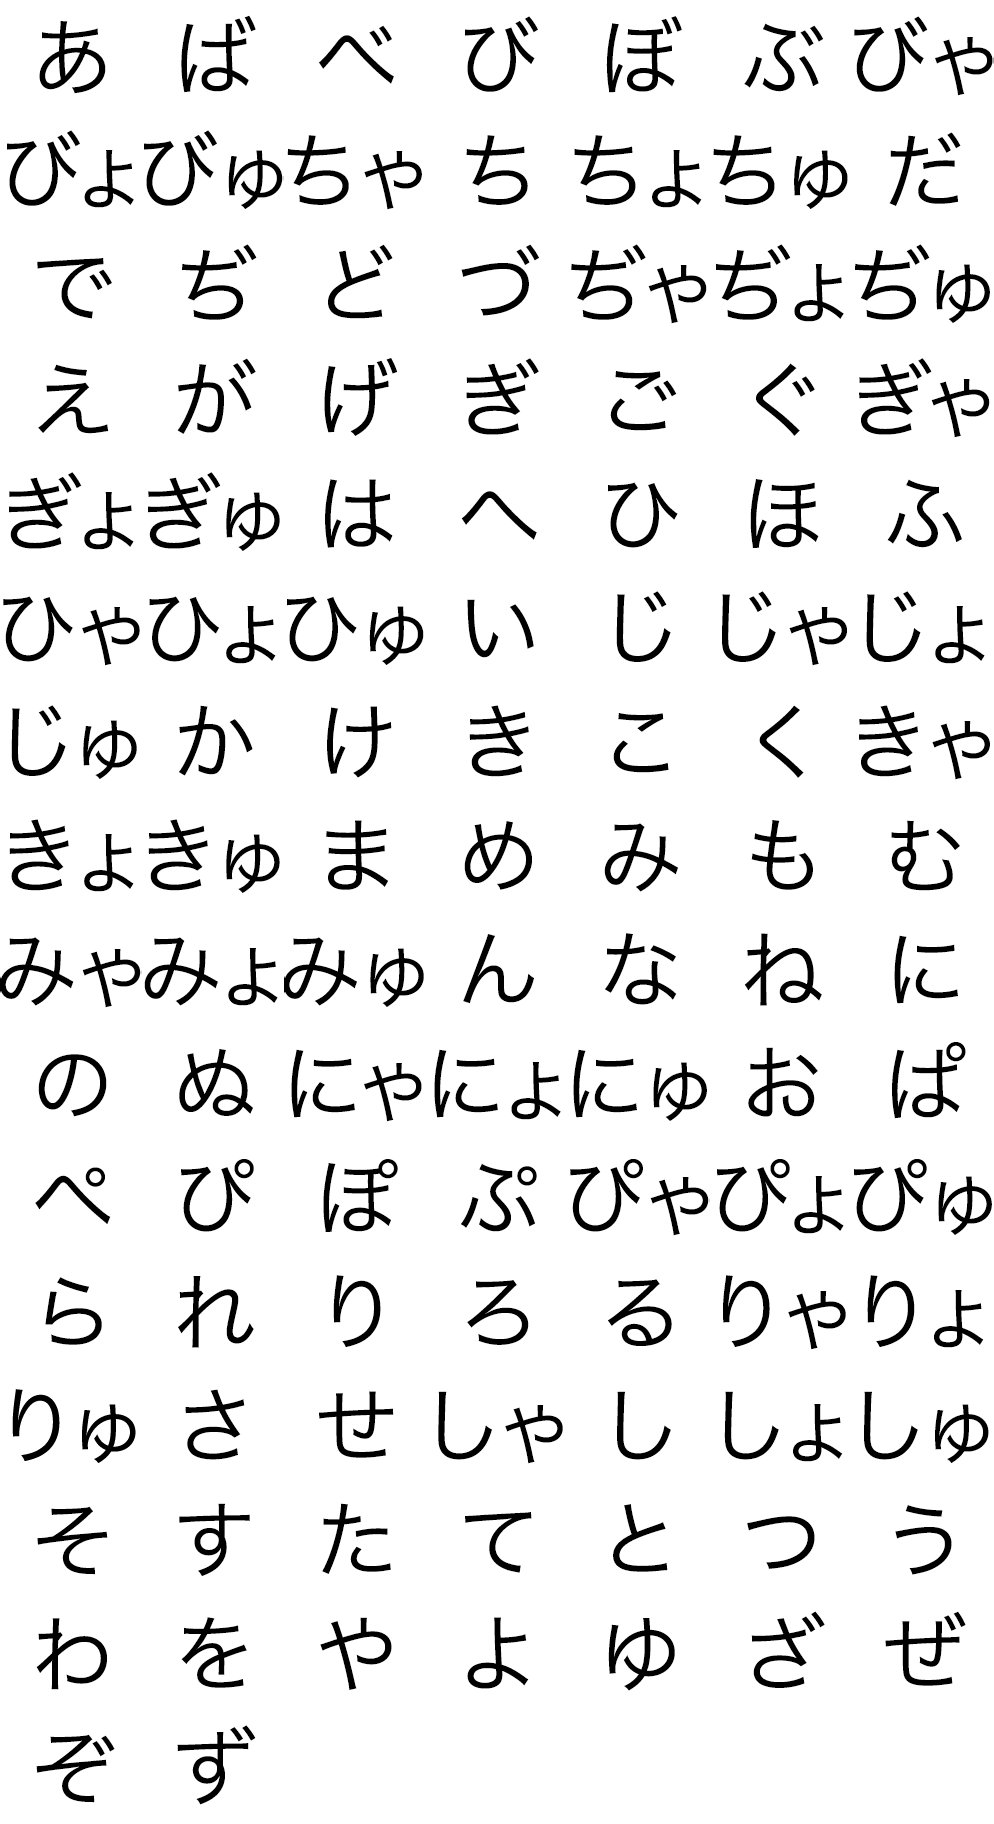 あ ば べ び ぼ ぶ びゃ
びょ びゅ ちゃ ち ちょ ちゅ だ
で ぢ ど づ ぢゃ ぢょ ぢゅ
え が げ ぎ ご ぐ ぎゃ
ぎょ ぎゅ は へ ひ ほ ふ
ひゃ ひょ ひゅ い じ じゃ じょ
じゅ か け き こ く きゃ
きょ きゅ ま め み も む
みゃ みょ みゅ ん な ね に
の ぬ にゃ にょ にゅ お ぱ
ぺ ぴ ぽ ぷ ぴゃ ぴょ ぴゅ
ら れ り ろ る りゃ りょ
りゅ さ せ しゃ し しょ しゅ
そ す た て と つ う
わ を や よ ゆ ざ ぜ
ぞ ず